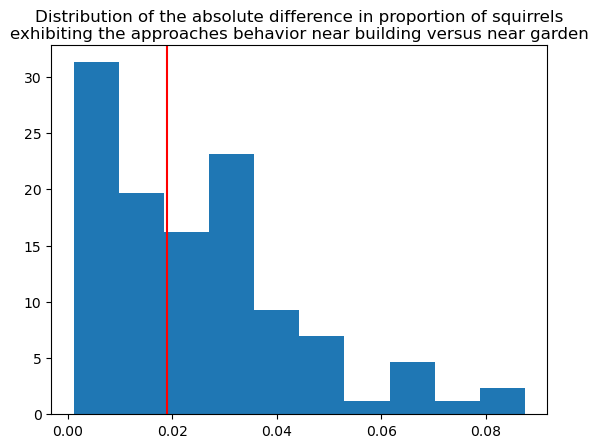 Distribution of the absolute difference in proportion of squirrels
exhibiting the approaches behavior near building versus near garden
30
25
20
15
10
5
0
0.00 0.02 0.04 0.06 0.08